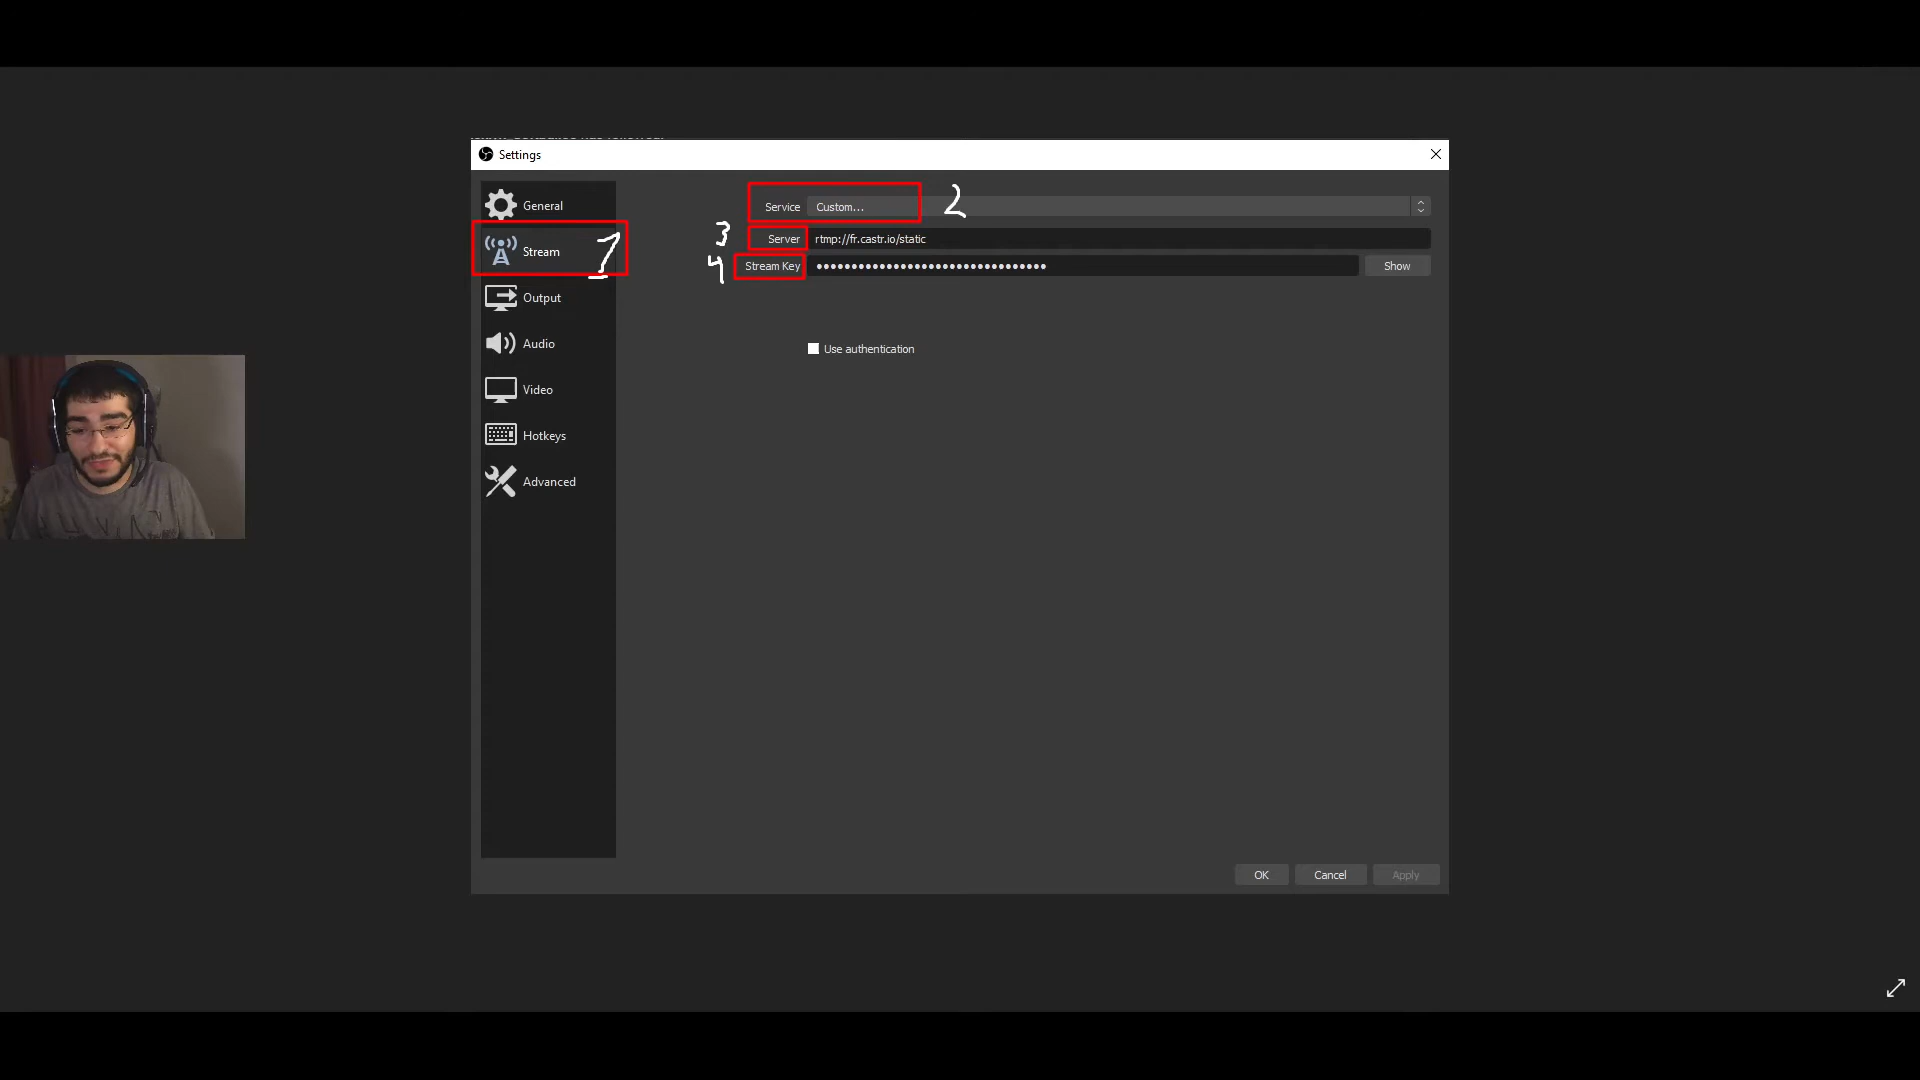 Settings
General
Stream 1
Output
Audio
Video
Hotkeys
Advanced
Service Custom... 2
3 Server rtmp://fr.castr.io/static
4 Stream Key ••••••••••••••••••••••••••••••••• Show
Use authentication
OK Cancel Apply